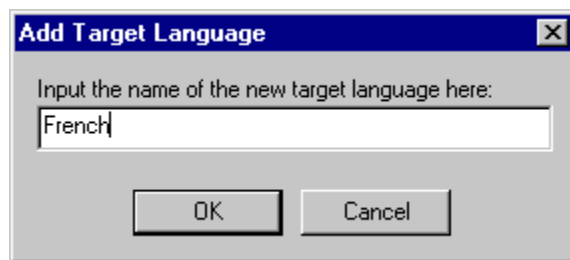 Add Target Language
Input the name of the new target language here:
French
OK
Cancel